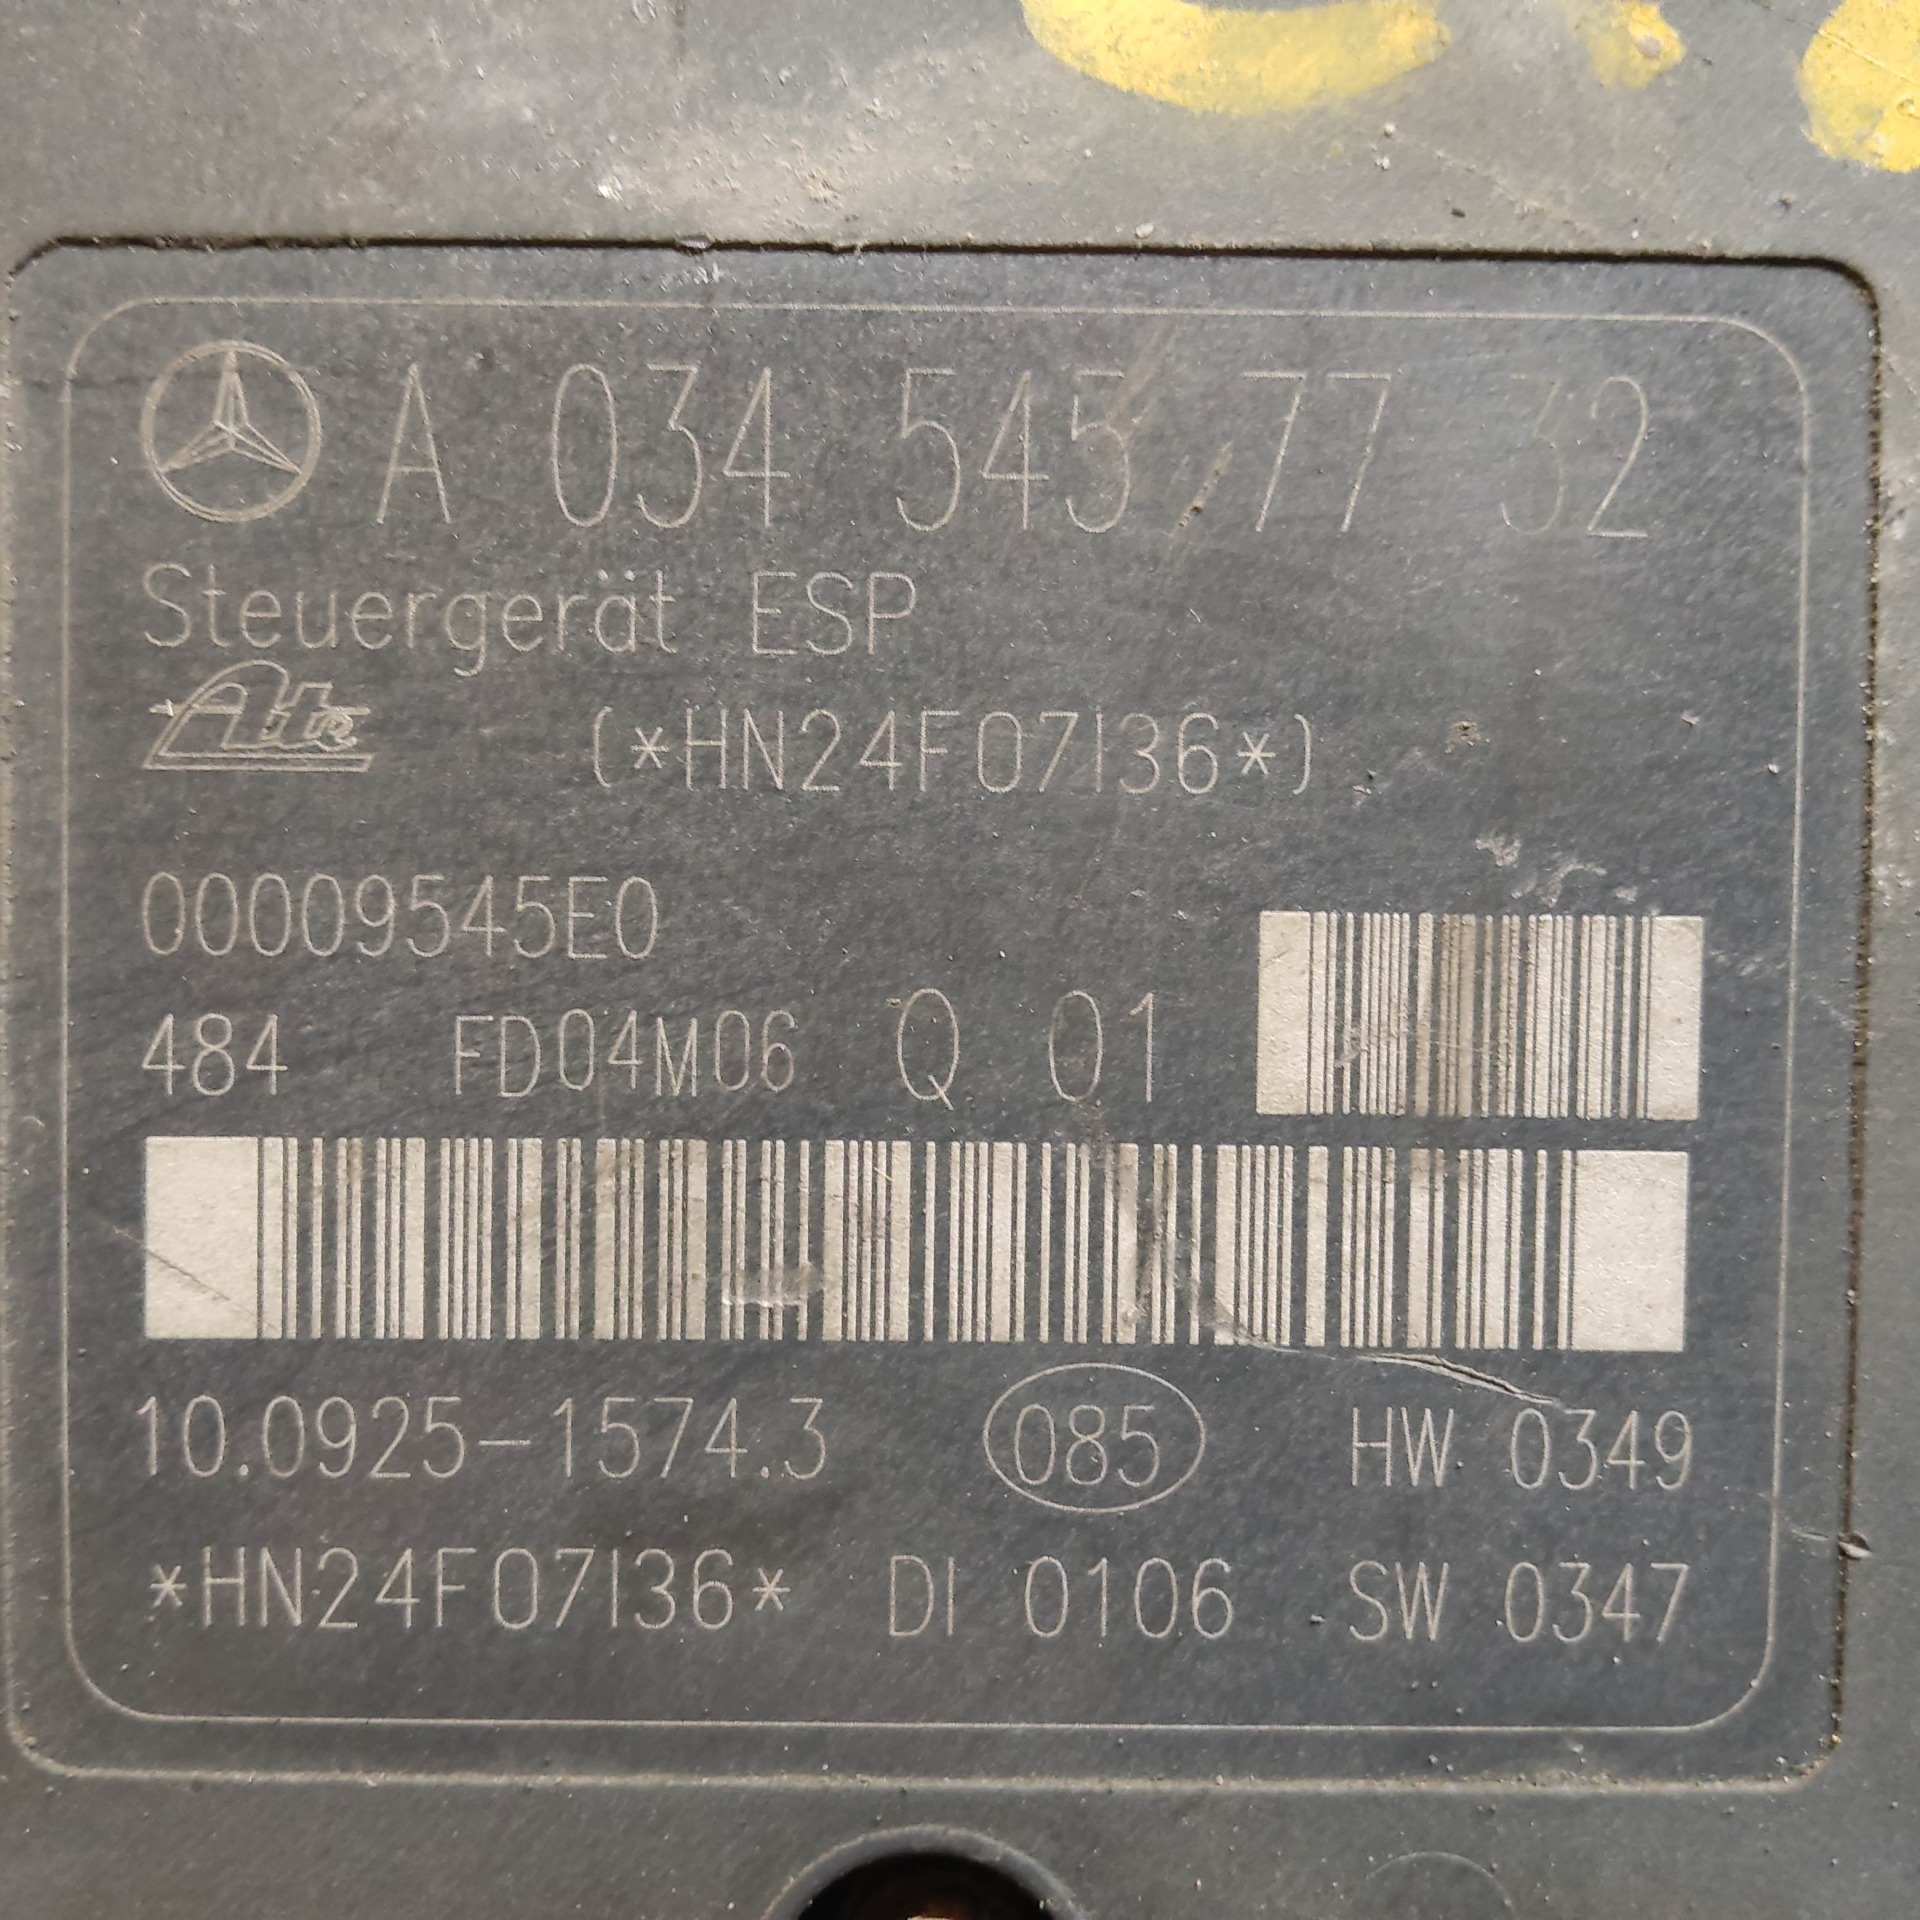 A 034 545 77 32
Steuergerät ESP
Ate (*HN24F07I36*)
00009545E0
484 FD04M06 Q 01
10.0925-1574.3 085 HW 0349
*HN24F07I36* DI 0106 SW 0347